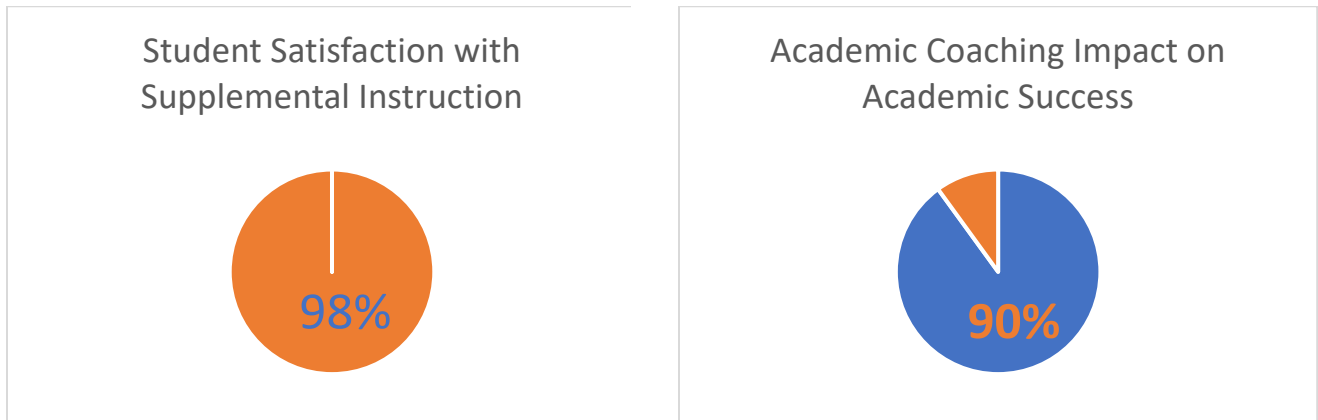 Student Satisfaction with
Supplemental Instruction
98%
Academic Coaching Impact on
Academic Success
90%